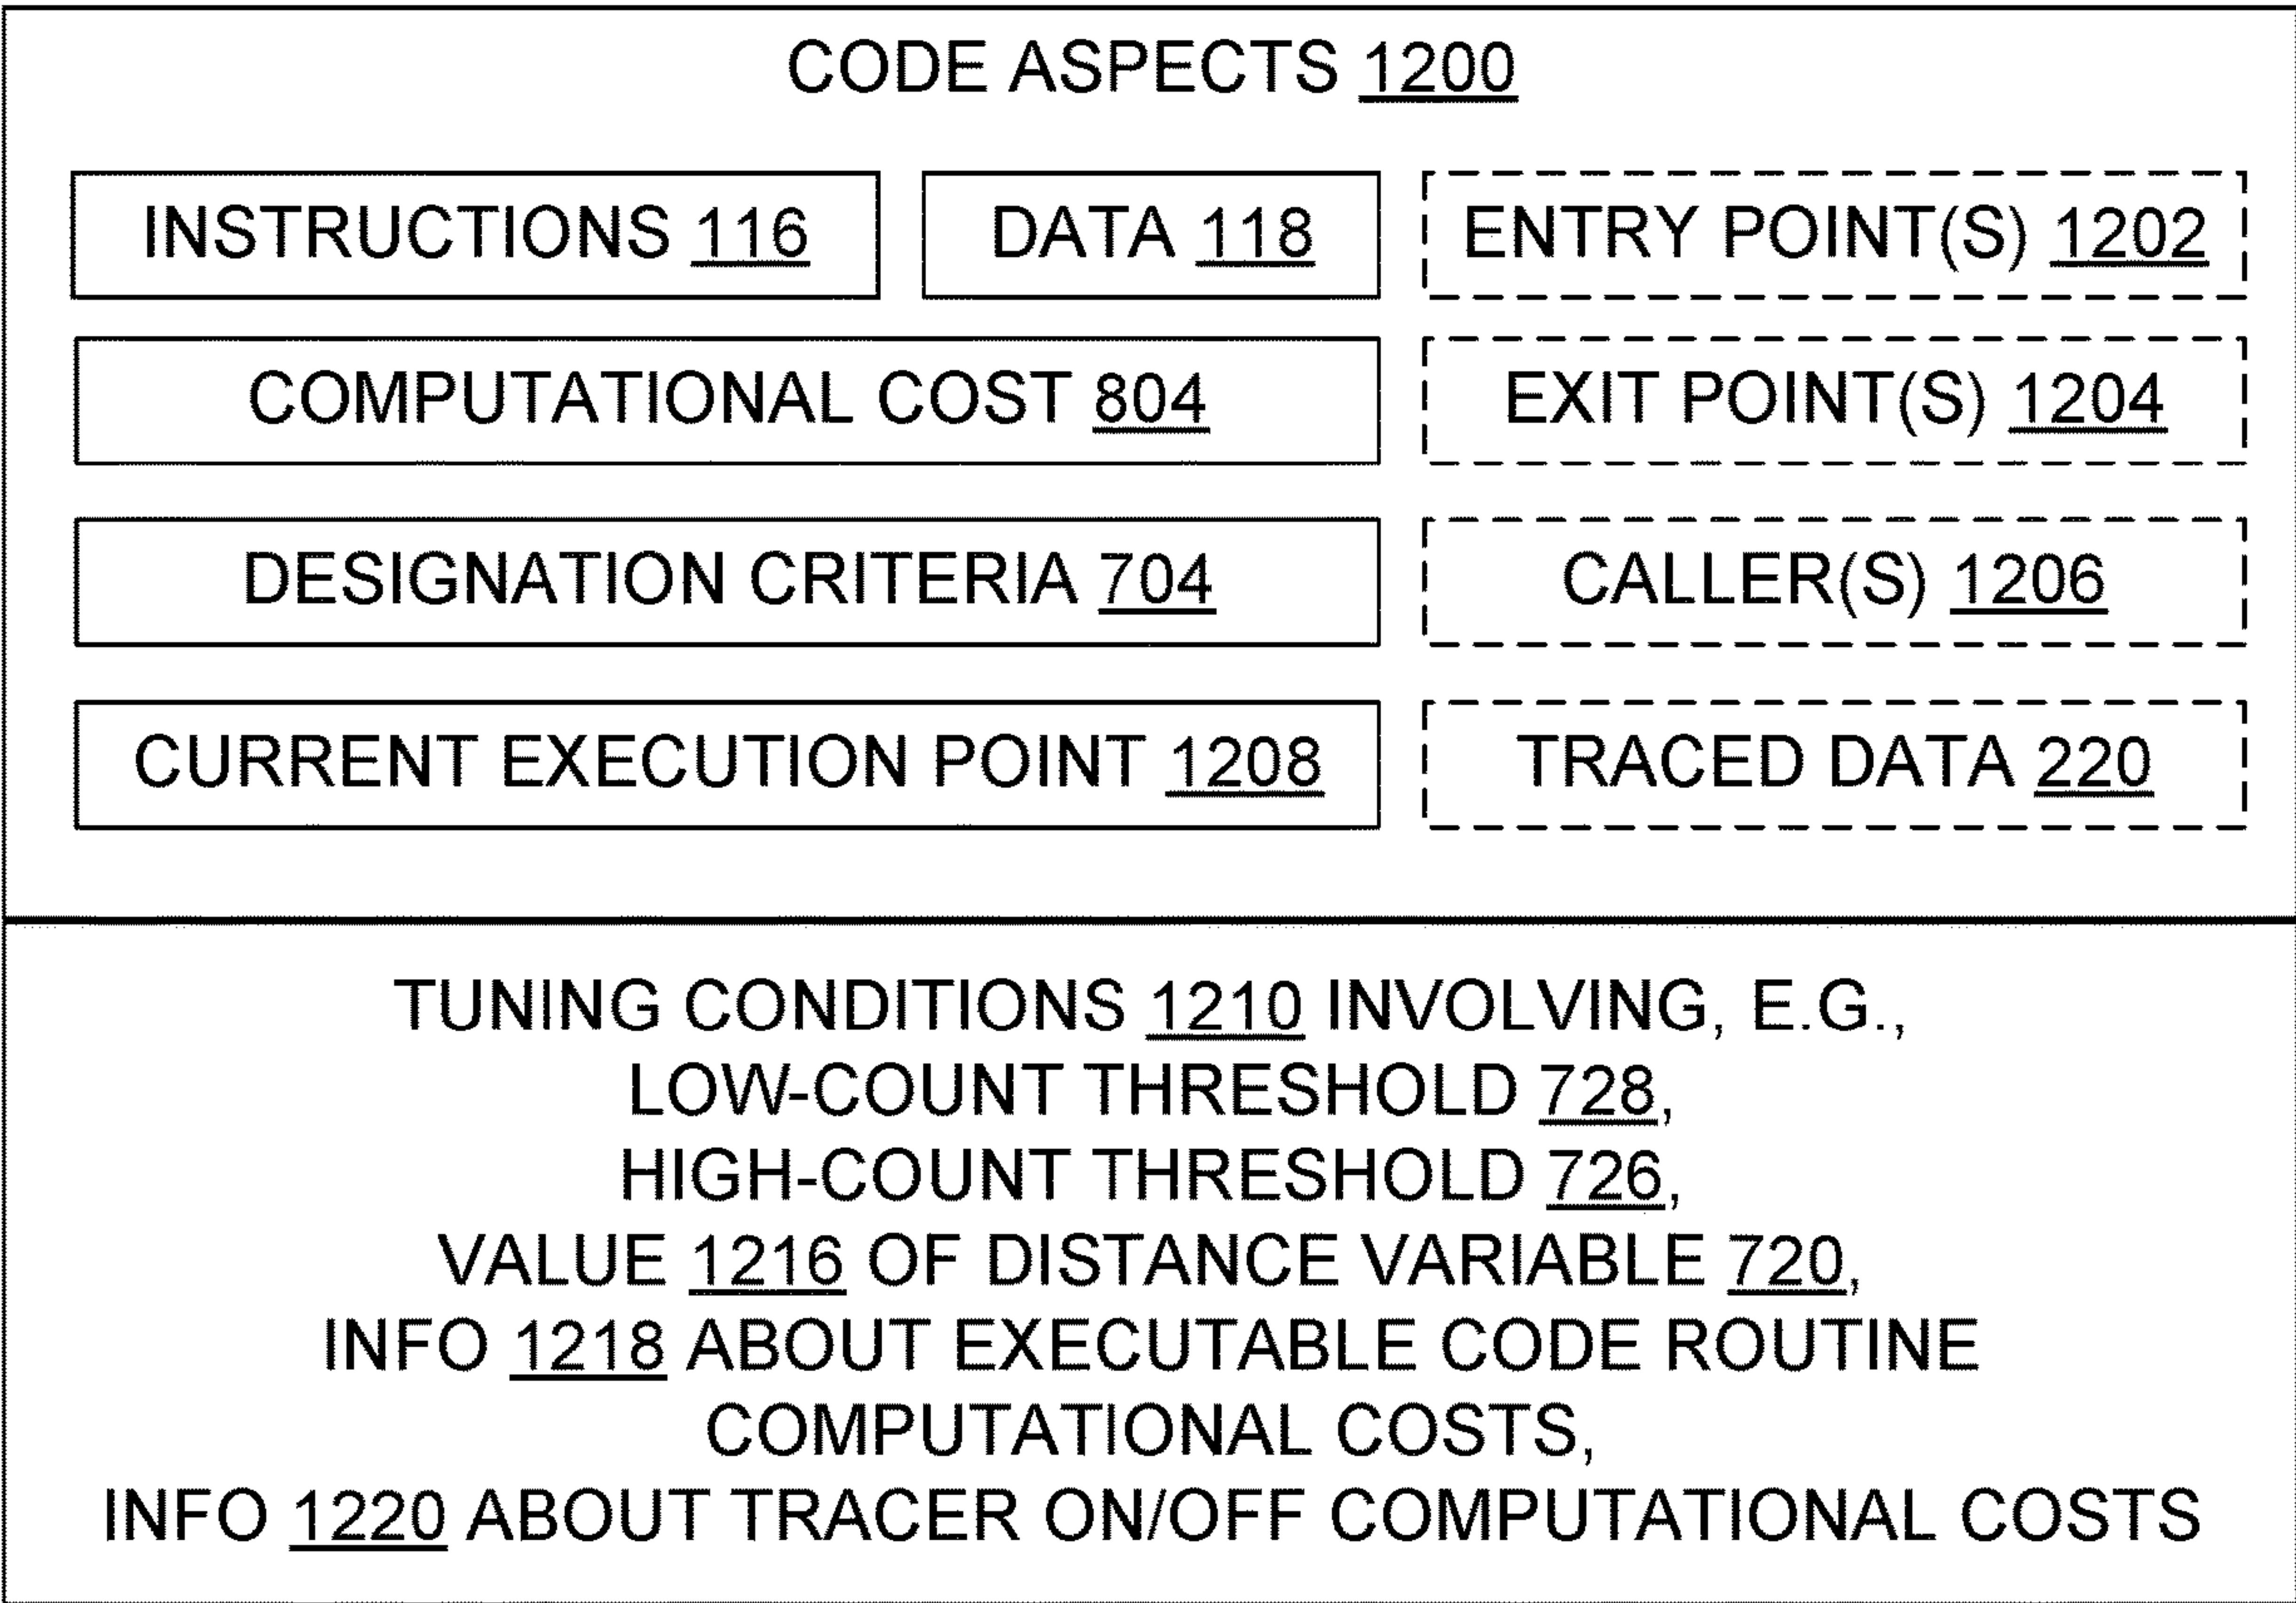 CODE ASPECTS 1200
INSTRUCTIONS 116 DATA 118 ENTRY POINT(S) 1202
COMPUTATIONAL COST 804 EXIT POINT(S) 1204
DESIGNATION CRITERIA 704 CALLER(S) 1206
CURRENT EXECUTION POINT 1208 TRACED DATA 220
TUNING CONDITIONS 1210 INVOLVING, E.G.,
LOW-COUNT THRESHOLD 728,
HIGH-COUNT THRESHOLD 726,
VALUE 1216 OF DISTANCE VARIABLE 720,
INFO 1218 ABOUT EXECUTABLE CODE ROUTINE
COMPUTATIONAL COSTS,
INFO 1220 ABOUT TRACER ON/OFF COMPUTATIONAL COSTS